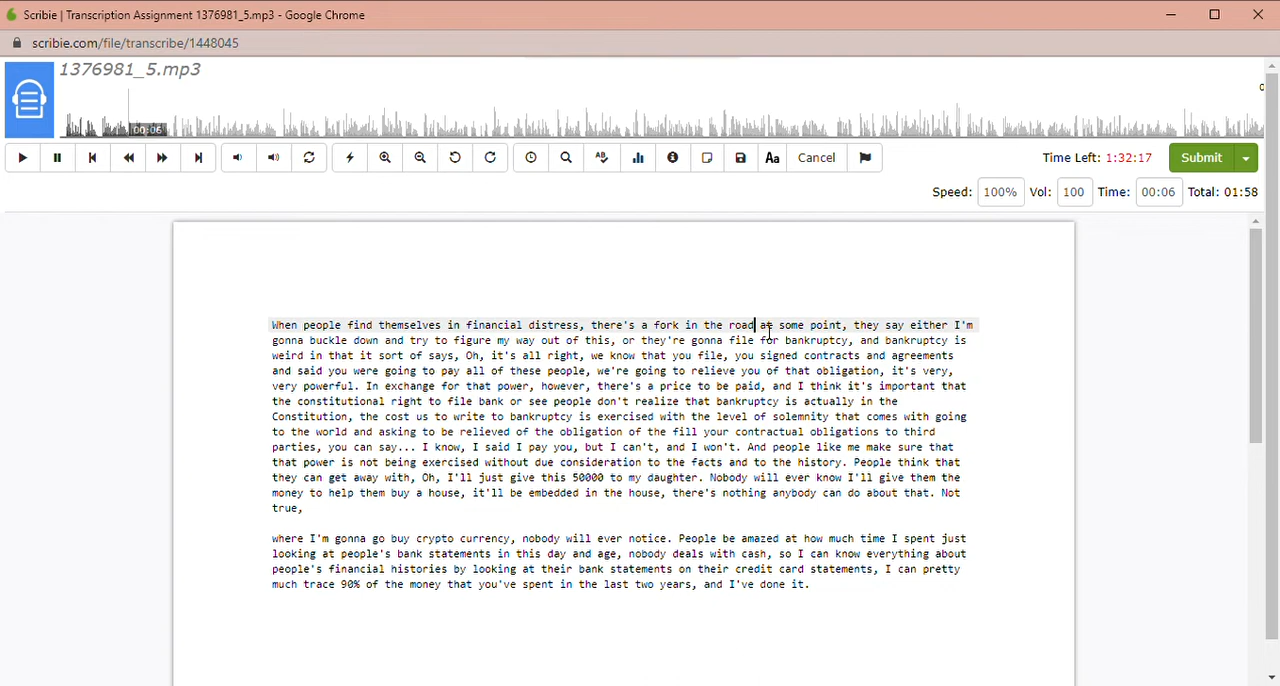 Scribie | Transcription Assignment 1376981_5.mp3 - Google Chrome
scribie.com/file/transcribe/1448045
1376981_5.mp3
00:06
Aa Cancel Time Left: 1:32:17 Submit
Speed: 100% Vol: 100 Time: 00:06 Total: 01:58
When people find themselves in financial distress, there's a fork in the road at some point, they say either I'm
gonna buckle down and try to figure my way out of this, or they're gonna file for bankruptcy, and bankruptcy is
weird in that it sort of says, Oh, it's all right, we know that you file, you signed contracts and agreements
and said you were going to pay all of these people, we're going to relieve you of that obligation, it's very,
very powerful. In exchange for that power, however, there's a price to be paid, and I think it's important that
the constitutional right to file bank or see people don't realize that bankruptcy is actually in the
Constitution, the cost us to write to bankruptcy is exercised with the level of solemnity that comes with going
to the world and asking to be relieved of the obligation of the fill your contractual obligations to third
parties, you can say... I know, I said I pay you, but I can't, and I won't. And people like me make sure that
that power is not being exercised without due consideration to the facts and to the history. People think that
they can get away with, Oh, I'll just give this 50000 to my daughter. Nobody will ever know I'll give them the
money to help them buy a house, it'll be embedded in the house, there's nothing anybody can do about that. Not
true,
where I'm gonna go buy crypto currency, nobody will ever notice. People be amazed at how much time I spent just
looking at people's bank statements in this day and age, nobody deals with cash, so I can know everything about
people's financial histories by looking at their bank statements on their credit card statements, I can pretty
much trace 90% of the money that you've spent in the last two years, and I've done it.